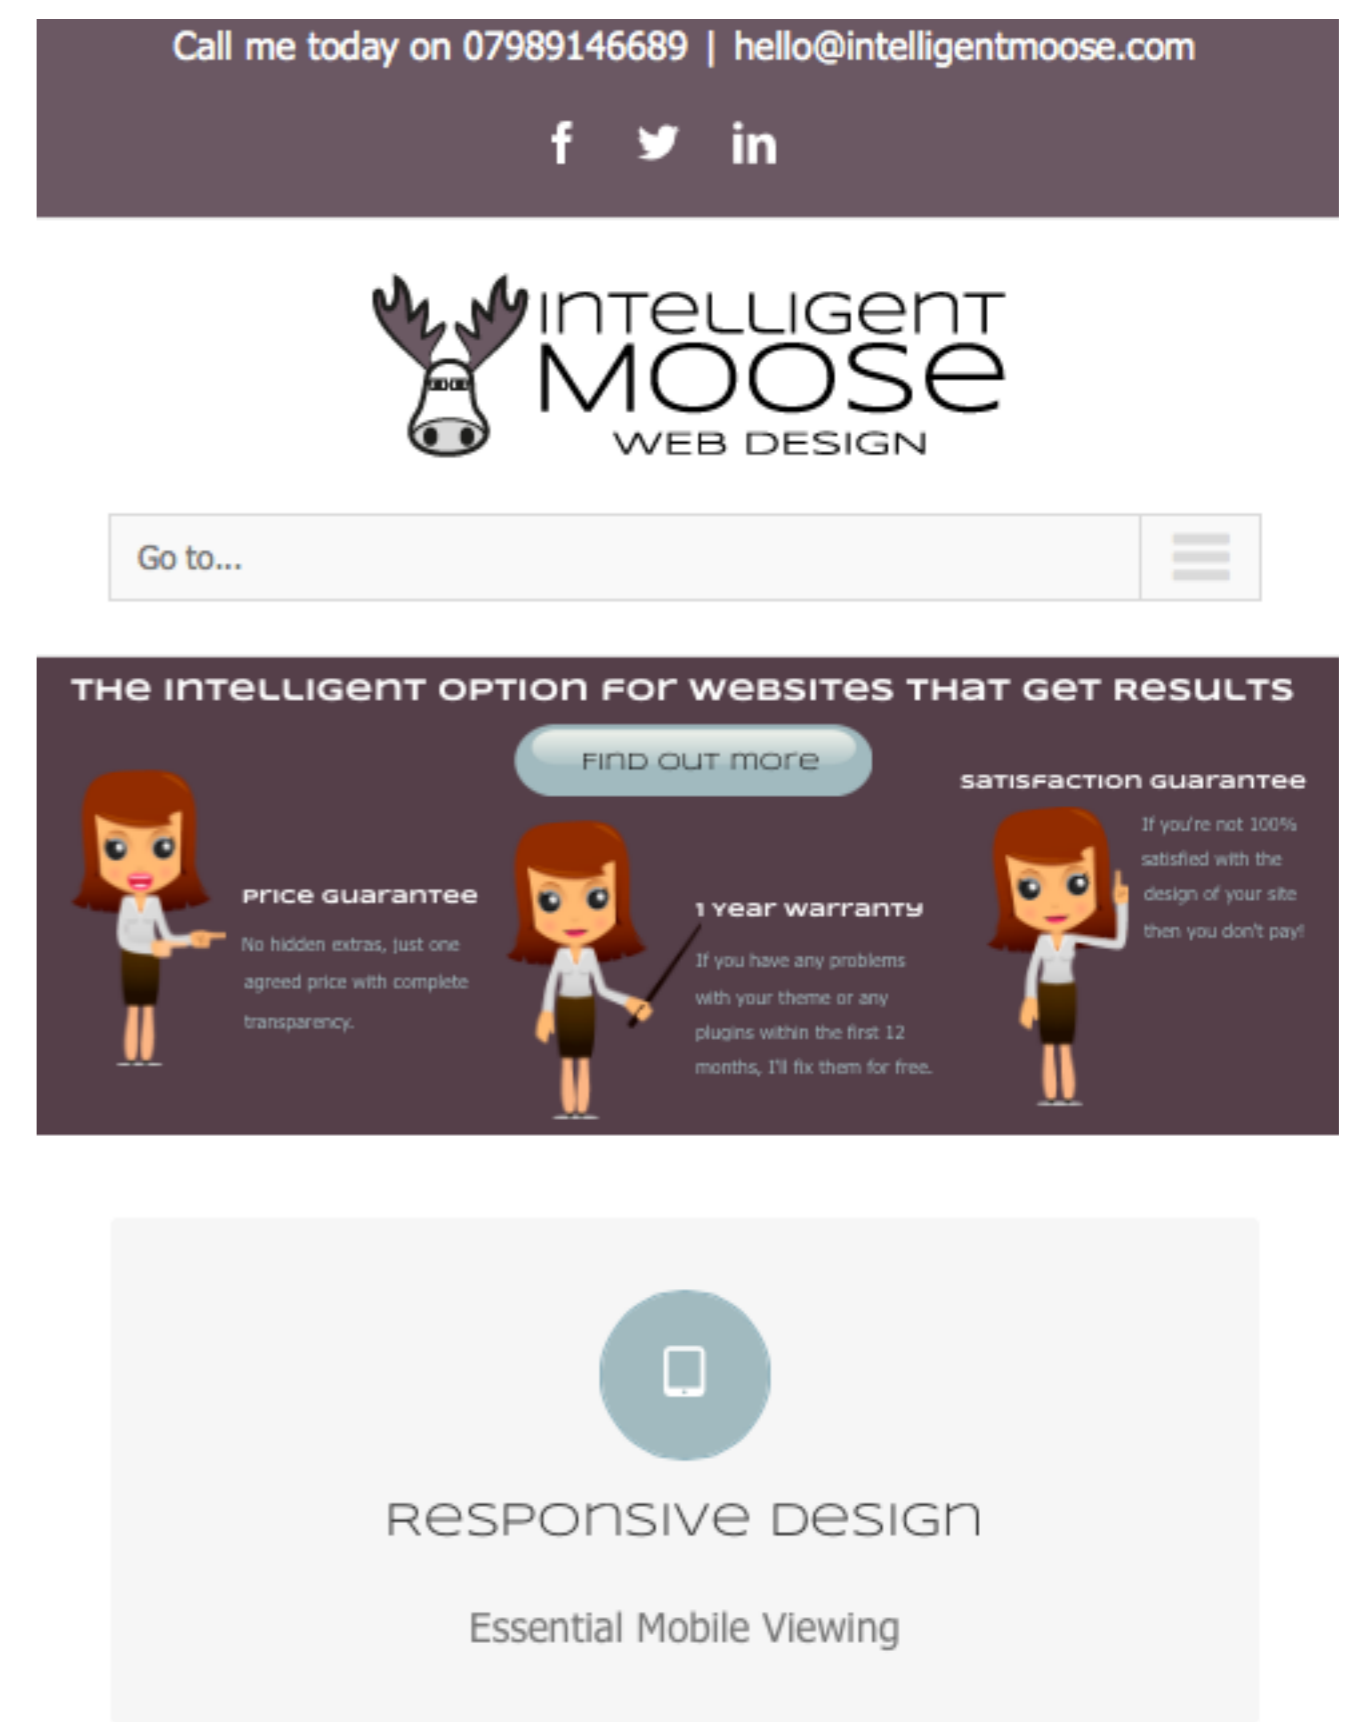 Call me today on 07989146689 | hello@intelligentmoose.com
f in
INTELLIGENT
MOOSE
WEB DESIGN
Go to...
THE INTELLIGENT OPTION FOR WEBSITES THAT GET RESULTS
FIND OUT MORE
SATISFACTION GUARANTEE
If you're not 100%
satisfied with the
design of your site
then you don't pay!
PRICE GUARANTEE
No hidden extras, just one
agreed price with complete
transparency.
1 YEAR WARRANTY
If you have any problems
with your theme or any
plugins within the first 12
months, I'll fix them for free.
RESPONSIVE DESIGN
Essential Mobile Viewing